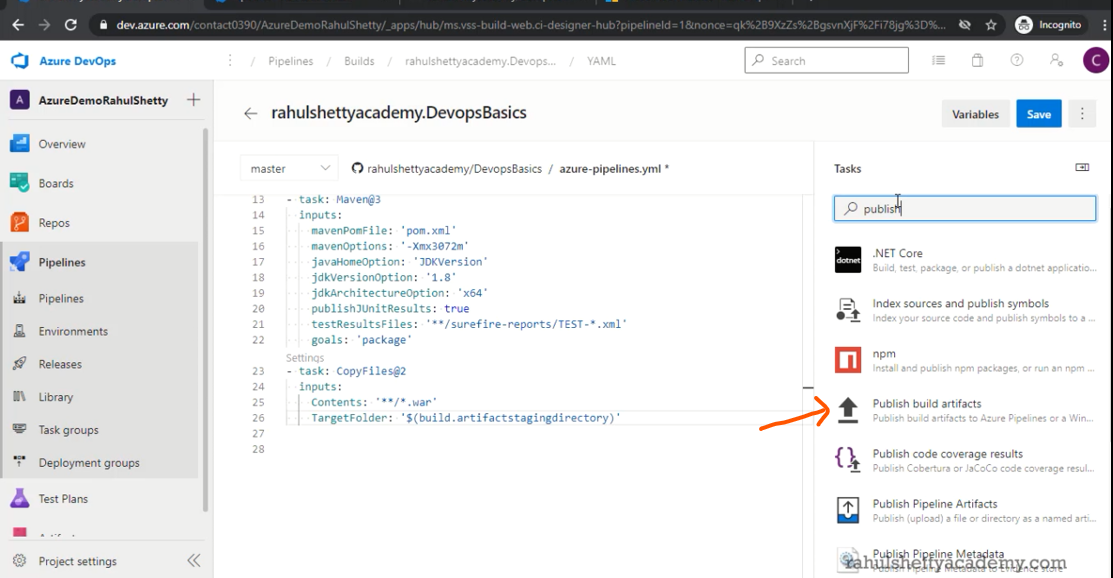 dev.azure.com/contact0390/AzureDemoRahulShetty/_apps/hub/ms.vss-build-web.ci-designer-hub?pipelineId=1&nonce=qk%2B9XzZs%2BgsvnXjF%2Fi78jg%3D%...
Incognito
Azure DevOps
/ Pipelines / Builds / rahulshettyacademy.Devops... / YAML
Search
C
A AzureDemoRahulShetty +
Overview
Boards
Repos
Pipelines
Pipelines
Environments
Releases
Library
Task groups
Deployment groups
Test Plans
Project settings
rahulshettyacademy.DevopsBasics
Variables
Save
master
rahulshettyacademy/DevopsBasics / azure-pipelines.yml *
13 - task: Maven@3
14 inputs:
15 mavenPomFile: 'pom.xml'
16 mavenOptions: '-Xmx3072m'
17 javaHomeOption: 'JDKVersion'
18 jdkVersionOption: '1.8'
19 jdkArchitectureOption: 'x64'
20 publishJUnitResults: true
21 testResultsFiles: '**/surefire-reports/TEST-*.xml'
22 goals: 'package'
Settings
23 - task: CopyFiles@2
24 inputs:
25 Contents: '**/*.war'
26 TargetFolder: '$(build.artifactstagingdirectory)'
27
28
Tasks
publish
dotnet
.NET Core
Build, test, package, or publish a dotnet applicatio...
Index sources and publish symbols
Index your source code and publish symbols to a ...
npm
Install and publish npm packages, or run an npm ...
Publish build artifacts
Publish build artifacts to Azure Pipelines or a Win...
Publish code coverage results
Publish Cobertura or JaCoCo code coverage resul...
Publish Pipeline Artifacts
Publish (upload) a file or directory as a named arti...
Publish Pipeline Metadata
rahulshettyacademy.com